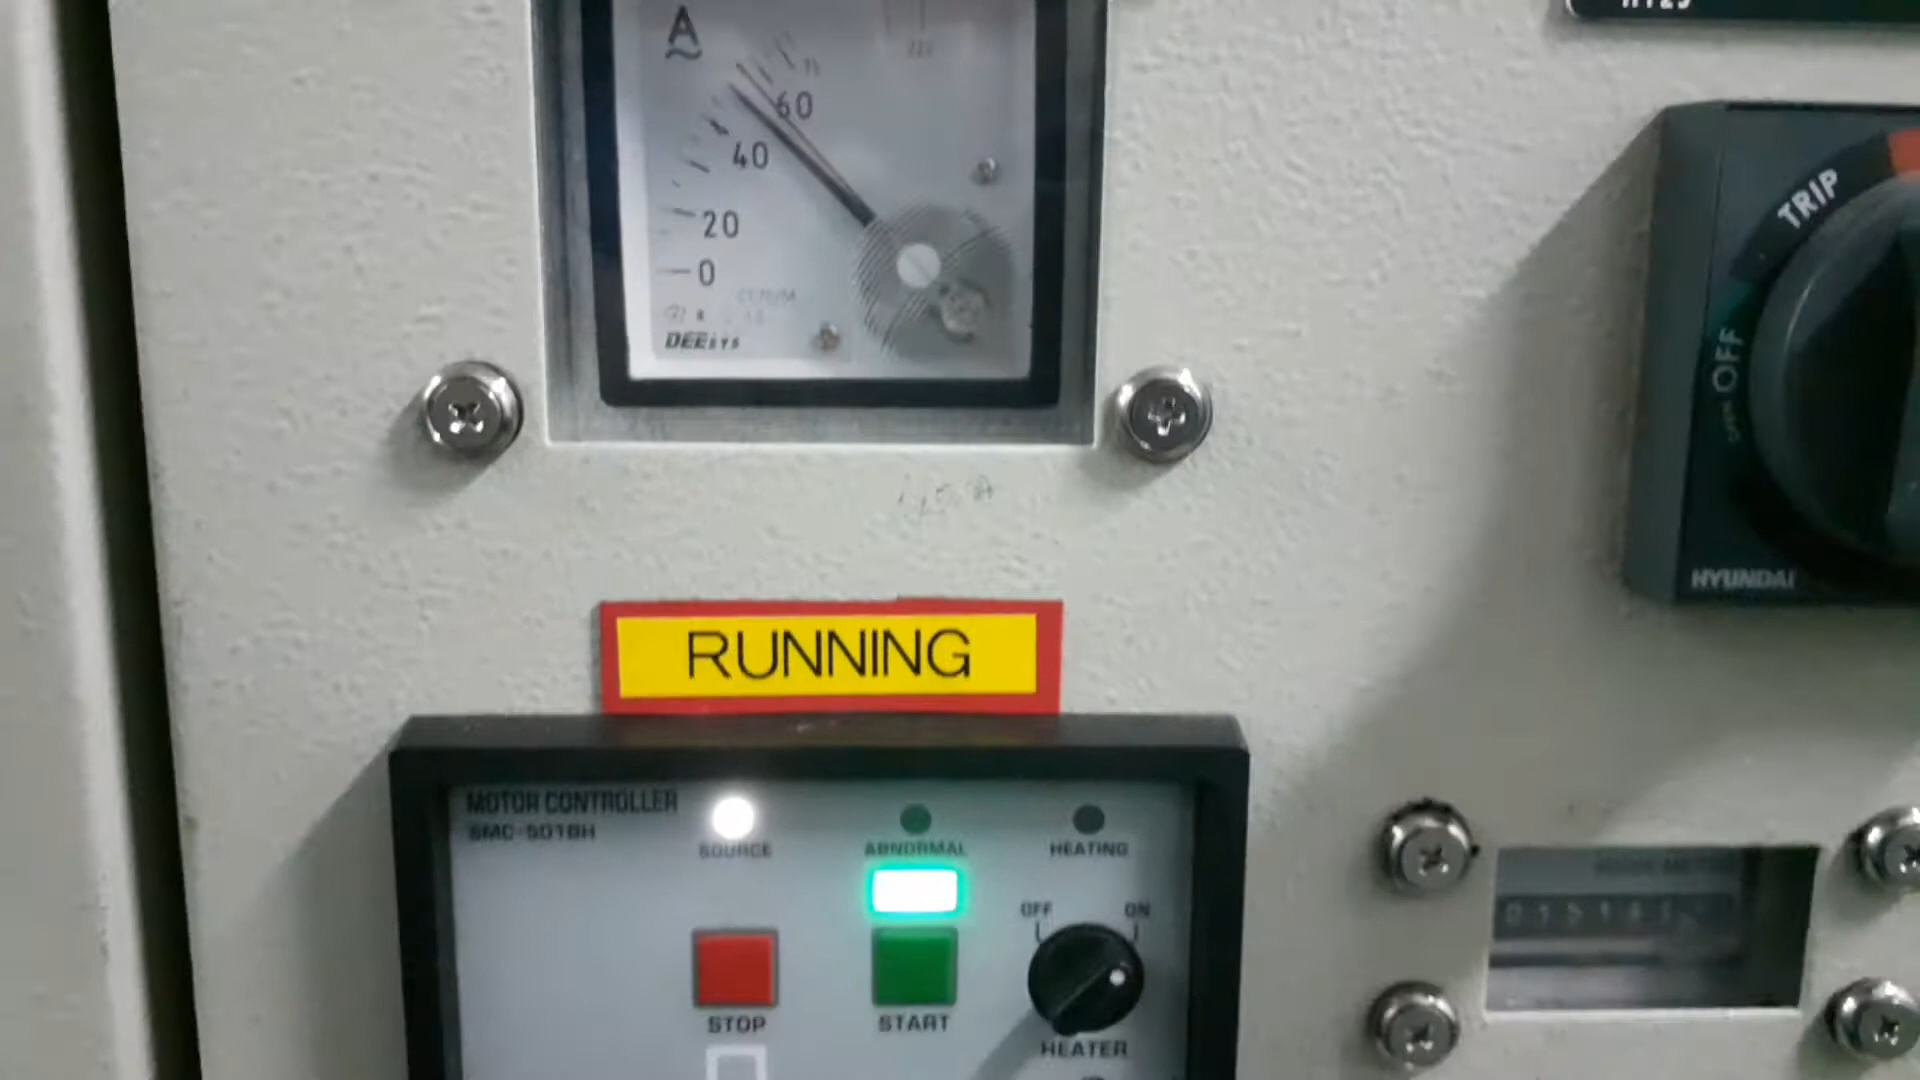 A
60
40
20
0
DEESYS
TRIP
OFF
HYUNDAI
RUNNING
MOTOR CONTROLLER
SMC-501BH
SOURCE
ABNORMAL
HEATING
OFF
ON
STOP
START
HEATER